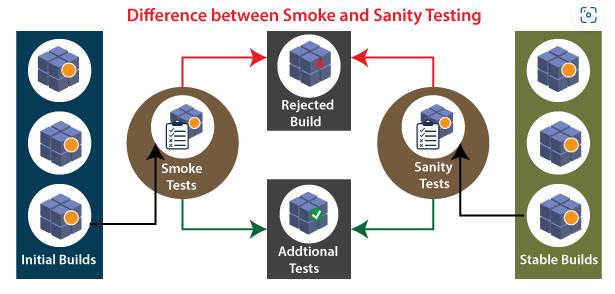 Difference between Smoke and Sanity Testing
Rejected
Build
Smoke
Tests
Sanity
Tests
Addtional
Tests
Initial Builds
Stable Builds